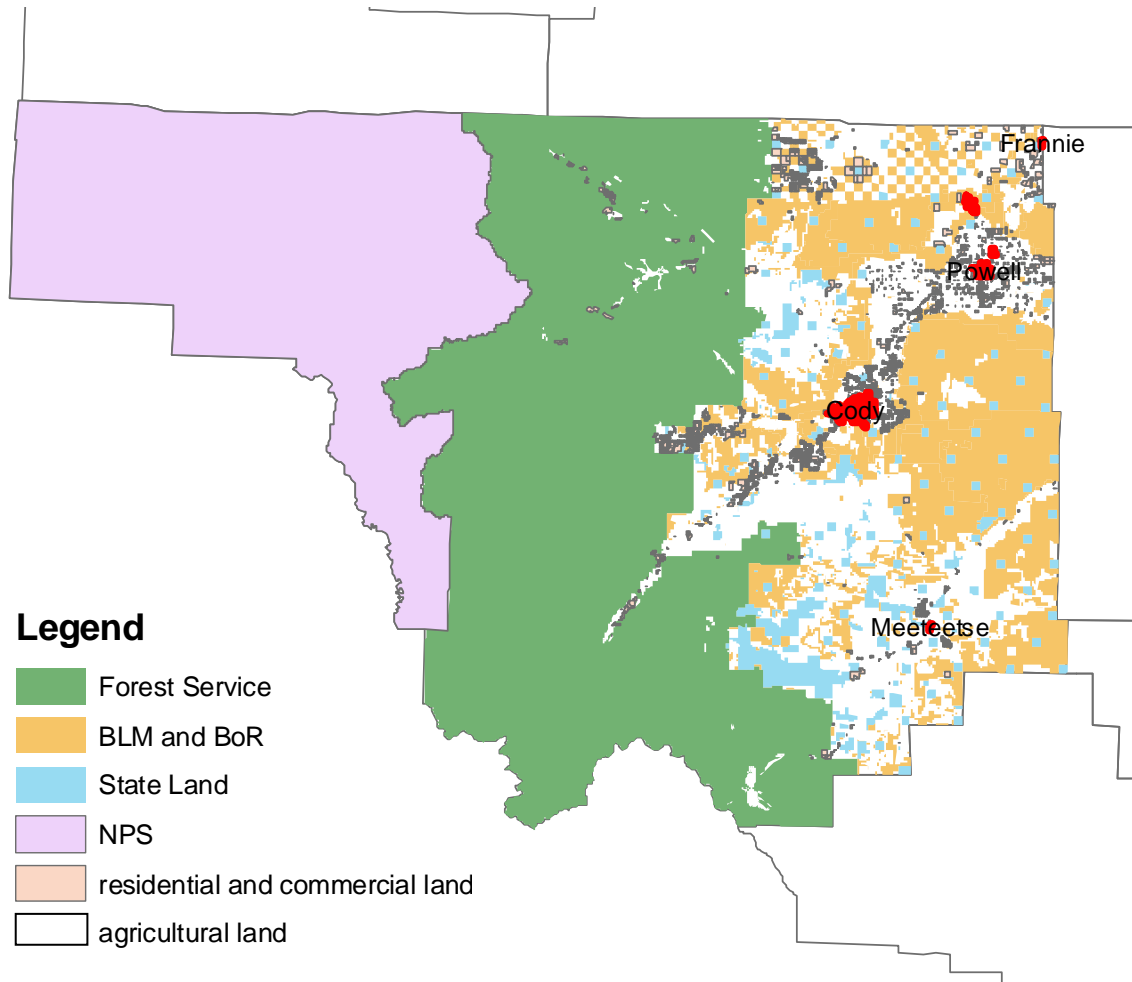 Frannie
Powell
Cody
Meeteetse
Legend
Forest Service
BLM and BoR
State Land
NPS
residential and commercial land
agricultural land